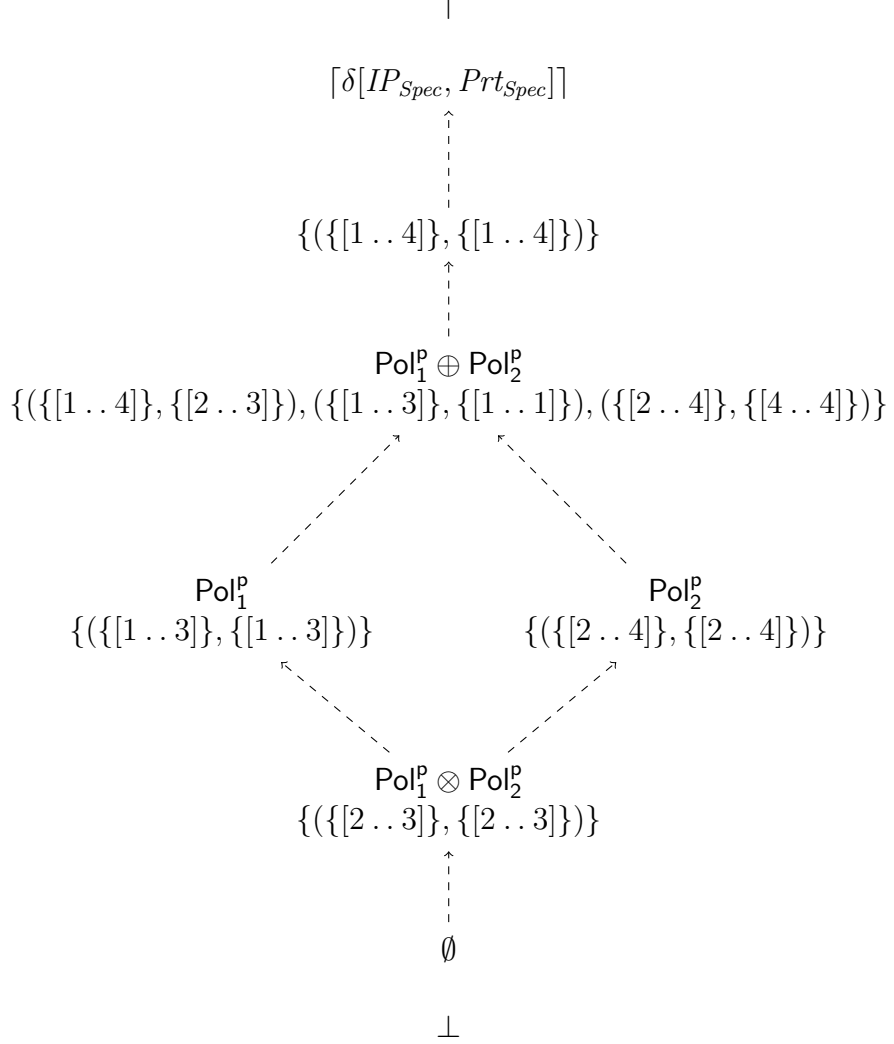 ⌈δ[IP_Spec, Prt_Spec]⌉
{({[1 . . 4]}, {[1 . . 4]})}
Pol₁ᵖ ⊕ Pol₂ᵖ
{({[1 . . 4]}, {[2 . . 3]}), ({[1 . . 3]}, {[1 . . 1]}), ({[2 . . 4]}, {[4 . . 4]})}
Pol₁ᵖ
Pol₂ᵖ
{({[1 . . 3]}, {[1 . . 3]})}
{({[2 . . 4]}, {[2 . . 4]})}
Pol₁ᵖ ⊗ Pol₂ᵖ
{({[2 . . 3]}, {[2 . . 3]})}
∅
⊥